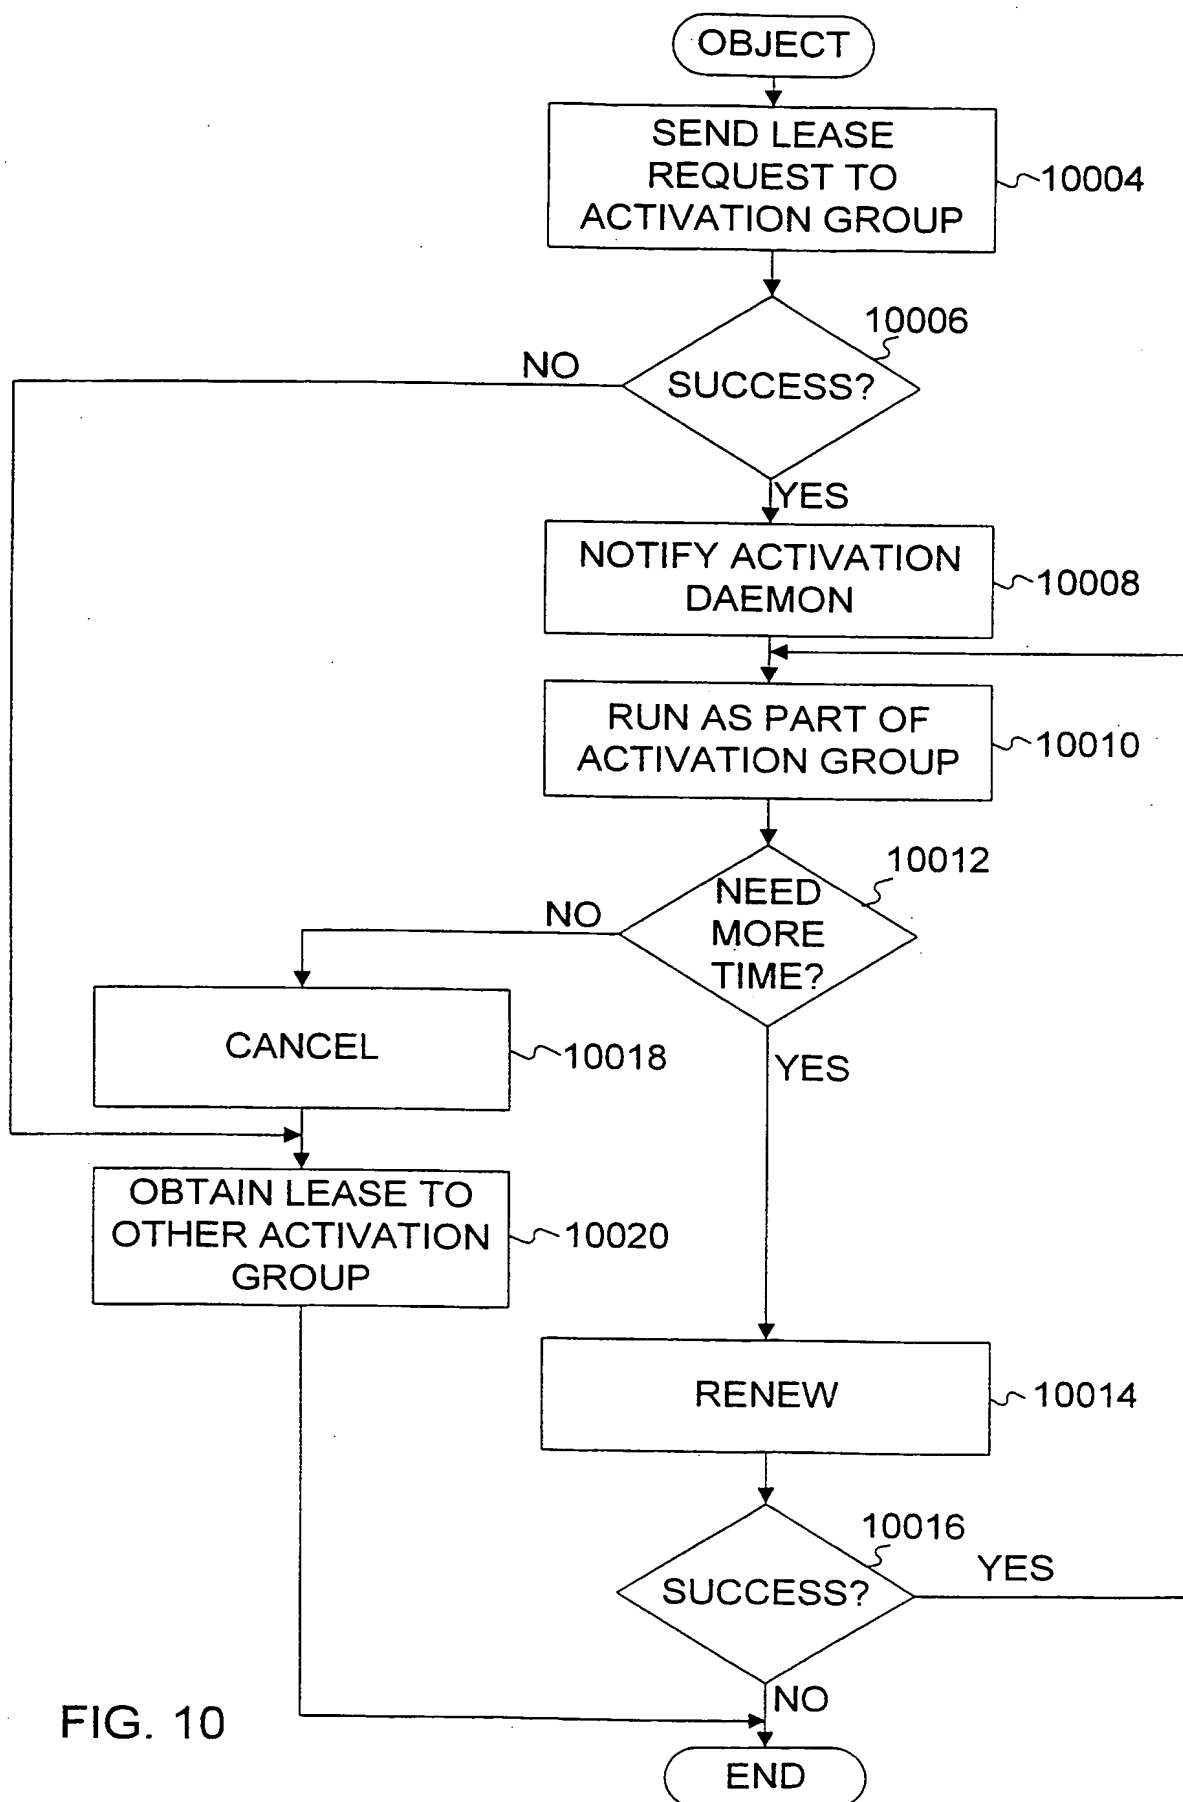 OBJECT
SEND LEASE
REQUEST TO
ACTIVATION GROUP
10004
10006
SUCCESS?
NO
YES
NOTIFY ACTIVATION
DAEMON
10008
RUN AS PART OF
ACTIVATION GROUP
10010
10012
NEED
MORE
TIME?
NO
YES
CANCEL
10018
OBTAIN LEASE TO
OTHER ACTIVATION
GROUP
10020
RENEW
10014
10016
SUCCESS?
YES
NO
FIG. 10
END